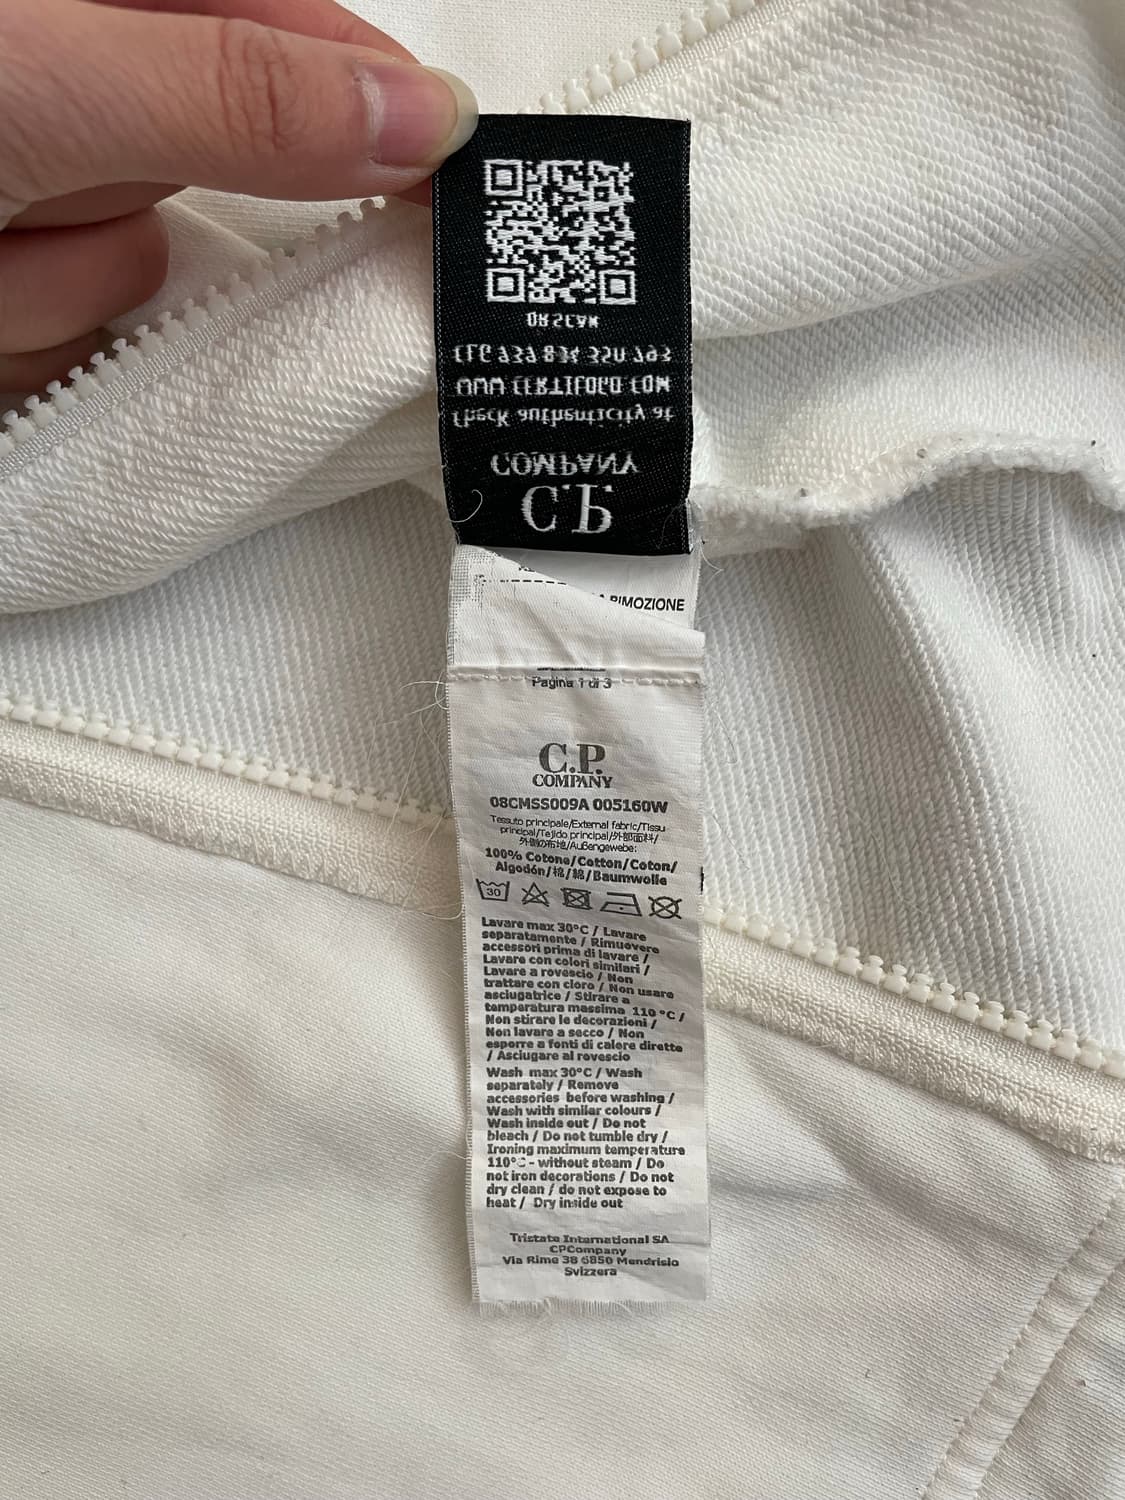 C.P.
COMPANY
Check authenticity at
WWW CERTILOGO COM
CLG
OR SCAN
RIMOZIONE
Pagina 1 di 3
C.P.
COMPANY
08CMSS009A 005160W
Tessuto principale/External fabric/Tissu
principal/Tejido principal/外部面料/
外側の布地/Außengewebe:
100% Cotone/Cotton/Coton/
Algodón/棉/綿/Baumwolle
30
Lavare max 30°C / Lavare
separatamente / Rimuovere
accessori prima di lavare /
Lavare con colori similari /
Lavare a rovescio / Non
trattare con cloro / Non usare
asciugatrice / Stirare a
temperatura massima 110 °C /
Non stirare le decorazioni /
Non lavare a secco / Non
esporre a fonti di calore dirette
/ Asciugare al rovescio
Wash max 30°C / Wash
separately / Remove
accessories before washing /
Wash with similar colours /
Wash inside out / Do not
bleach / Do not tumble dry /
Ironing maximum temperature
110°C - without steam / Do
not iron decorations / Do not
dry clean / do not expose to
heat / Dry inside out
Tristate International SA
CPCompany
Via Rime 38 6850 Mendrisio
Svizzera